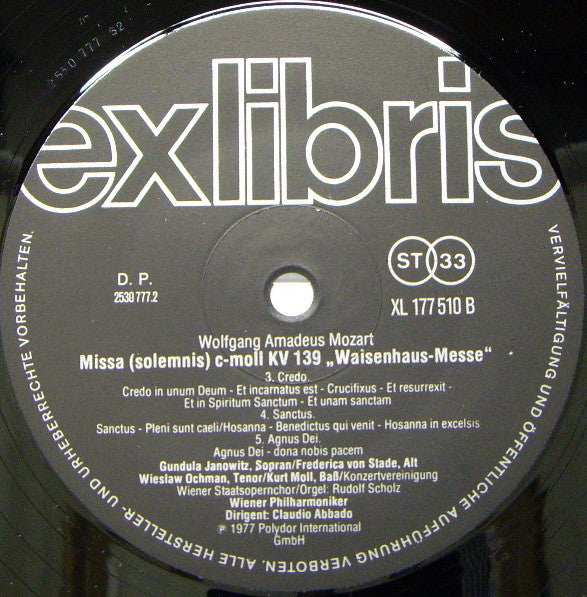 2530 777 S2
exlibris
D. P.
2530 777.2
ST 33
XL 177 510 B
Wolfgang Amadeus Mozart
Missa (solemnis) c-moll KV 139 „Waisenhaus-Messe“
3. Credo
Credo in unum Deum - Et incarnatus est - Crucifixus - Et resurrexit -
Et in Spiritum Sanctum - Et unam sanctam
4. Sanctus.
Sanctus - Pleni sunt caeli/Hosanna - Benedictus qui venit - Hosanna in excelsis
5. Agnus Dei.
Agnus Dei - dona nobis pacem
Gundula Janowitz, Sopran/Frederica von Stade, Alt
Wieslaw Ochman, Tenor/Kurt Moll, Baß/Konzertvereinigung
Wiener Staatsopernchor/Orgel: Rudolf Scholz
Wiener Philharmoniker
Dirigent: Claudio Abbado
℗ 1977 Polydor International
GmbH
ALLE HERSTELLER- UND URHEBERRECHTE VORBEHALTEN. VERVIELFÄLTIGUNG UND ÖFFENTLICHE AUFFÜHRUNG VERBOTEN.